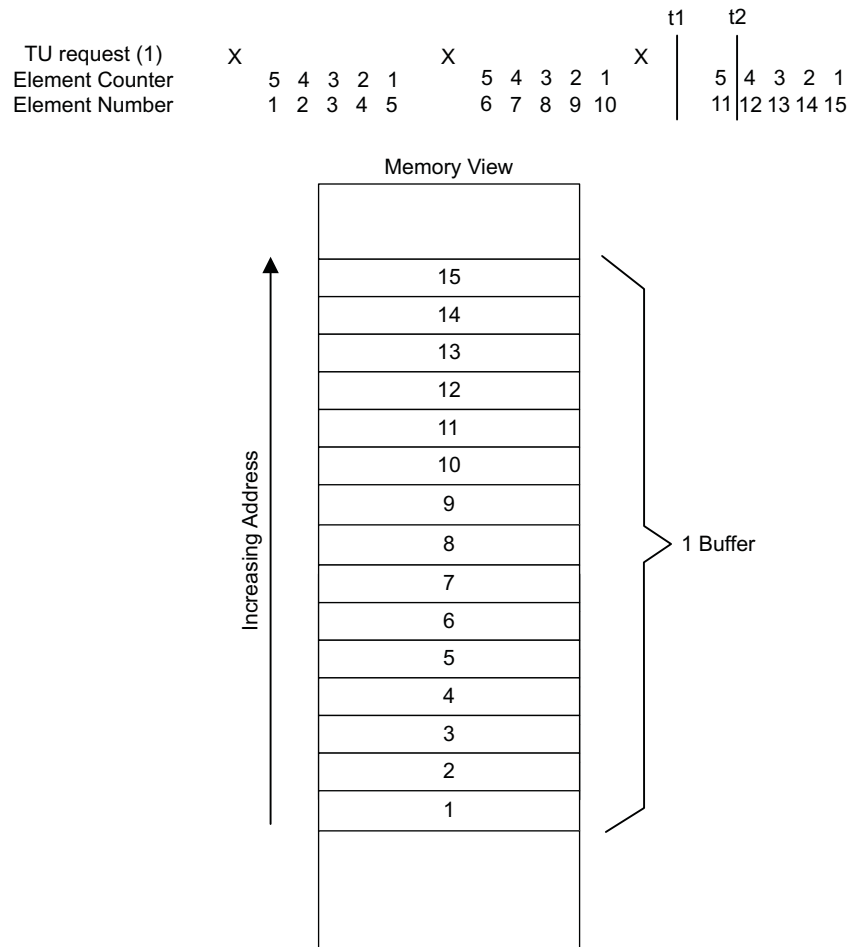 t1 t2
TU request (1) X X X
Element Counter 5 4 3 2 1 5 4 3 2 1 5 4 3 2 1
Element Number 1 2 3 4 5 6 7 8 9 10 11 12 13 14 15
Memory View
15
14
13
12
11
10
9
8
7
6
5
4
3
2
1
Increasing Address
1 Buffer